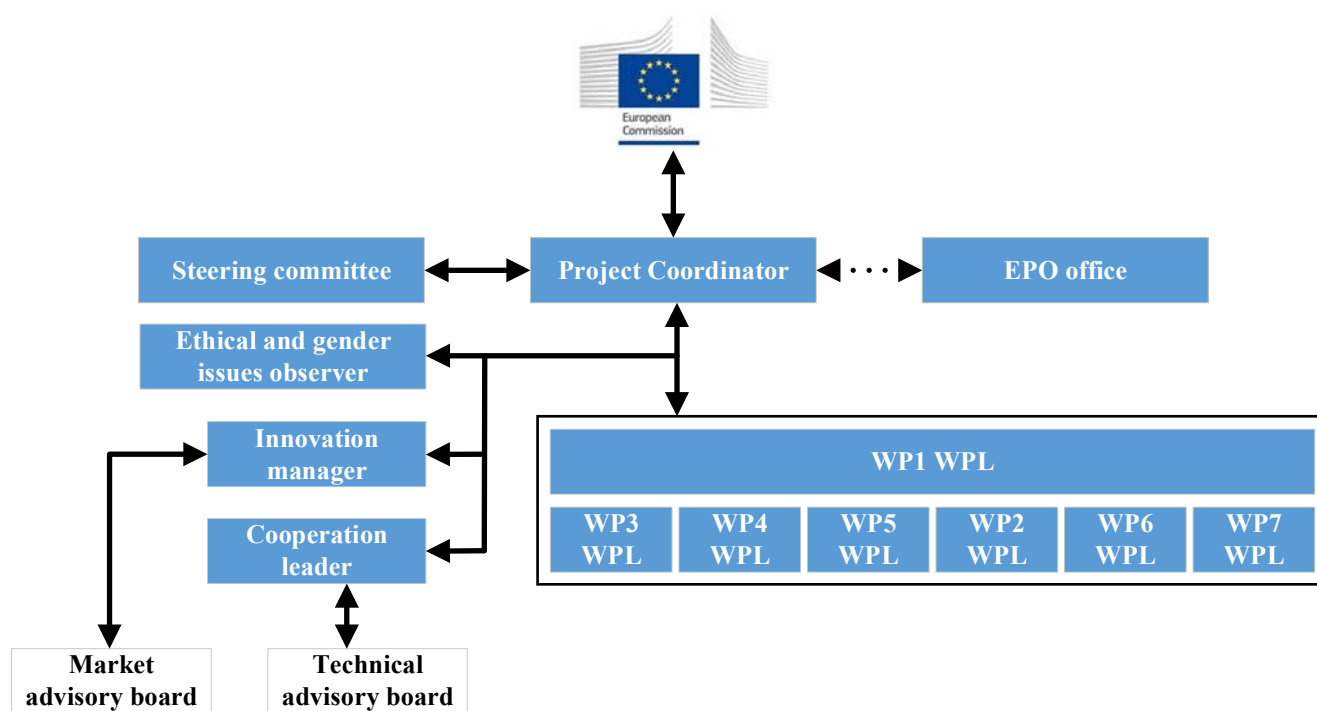 European
Commission
Steering committee
Project Coordinator
EPO office
Ethical and gender
issues observer
Innovation
manager
Cooperation
leader
WP1 WPL
WP3
WPL
WP4
WPL
WP5
WPL
WP2
WPL
WP6
WPL
WP7
WPL
Market
advisory board
Technical
advisory board